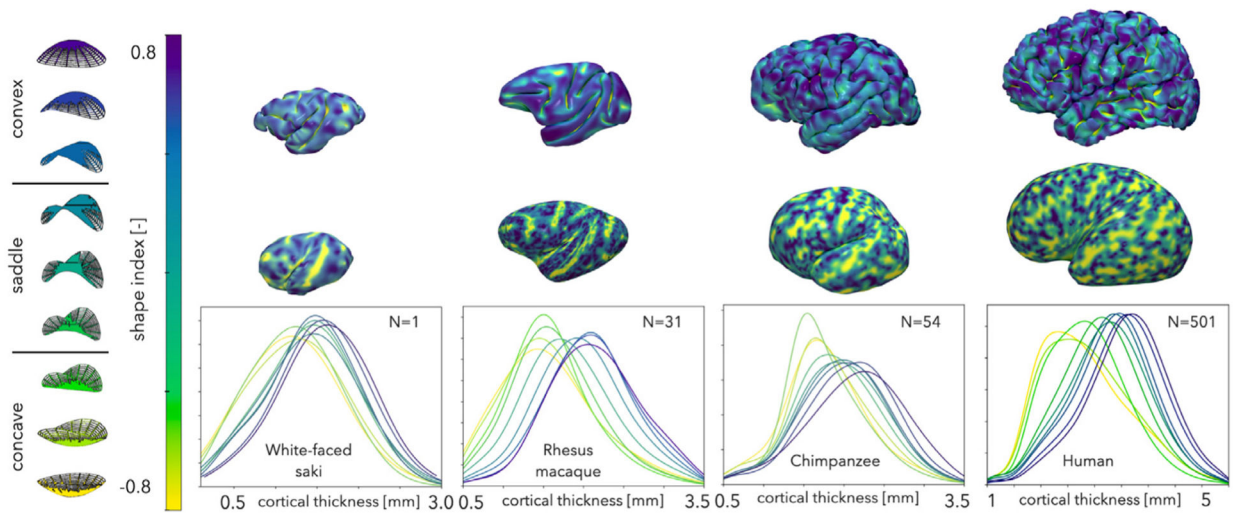 convex
saddle
concave
0.8
shape index [-]
-0.8
N=1
White-faced
saki
0.5 cortical thickness [mm] 3.0
N=31
Rhesus
macaque
0.5 cortical thickness [mm] 3.5
N=54
Chimpanzee
0.5 cortical thickness [mm] 3.5
N=501
Human
1 cortical thickness [mm] 5